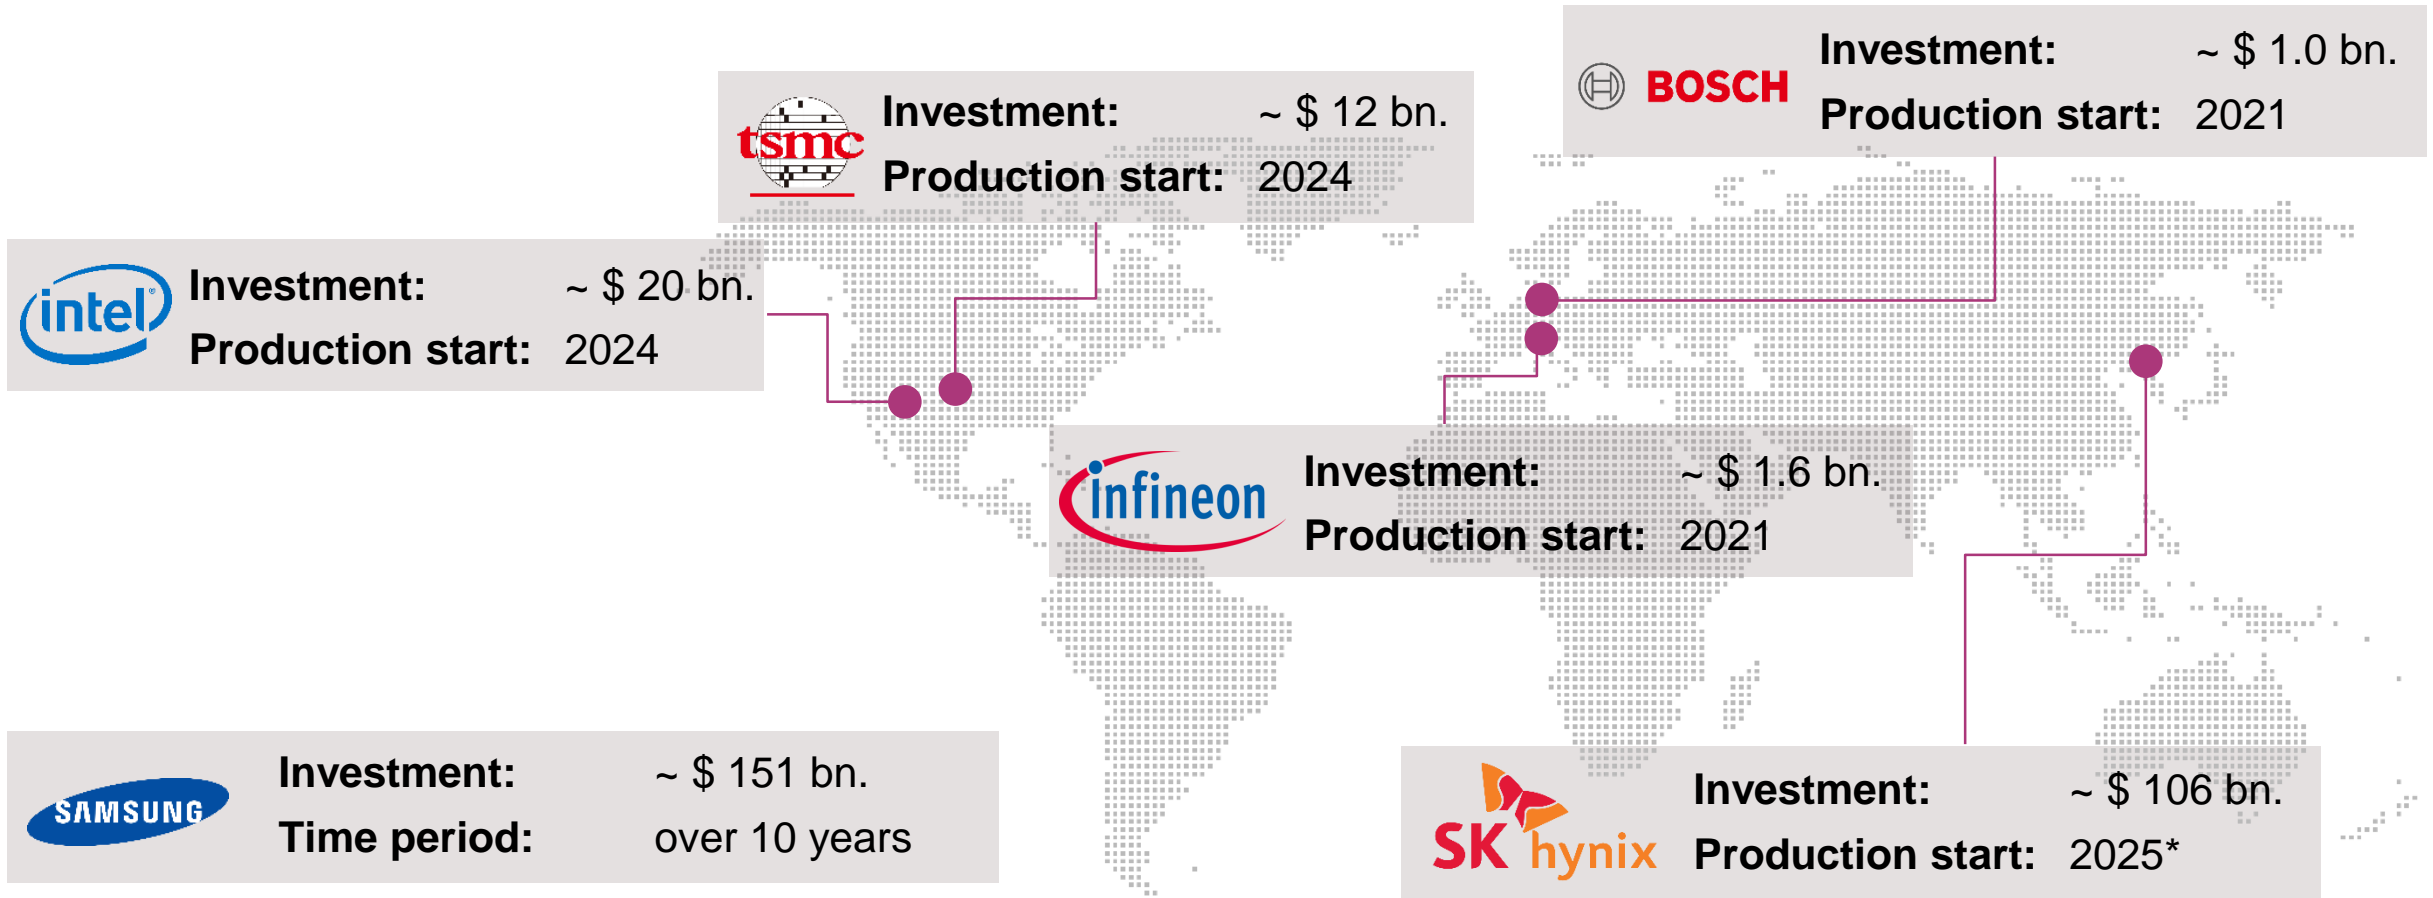 BOSCH
Investment: ~ $ 1.0 bn.
Production start: 2021
tsmc
Investment: ~ $ 12 bn.
Production start: 2024
intel®
Investment: ~ $ 20 bn.
Production start: 2024
infineon
Investment: ~ $ 1.6 bn.
Production start: 2021
SAMSUNG
Investment: ~ $ 151 bn.
Time period: over 10 years
SK hynix
Investment: ~ $ 106 bn.
Production start: 2025*